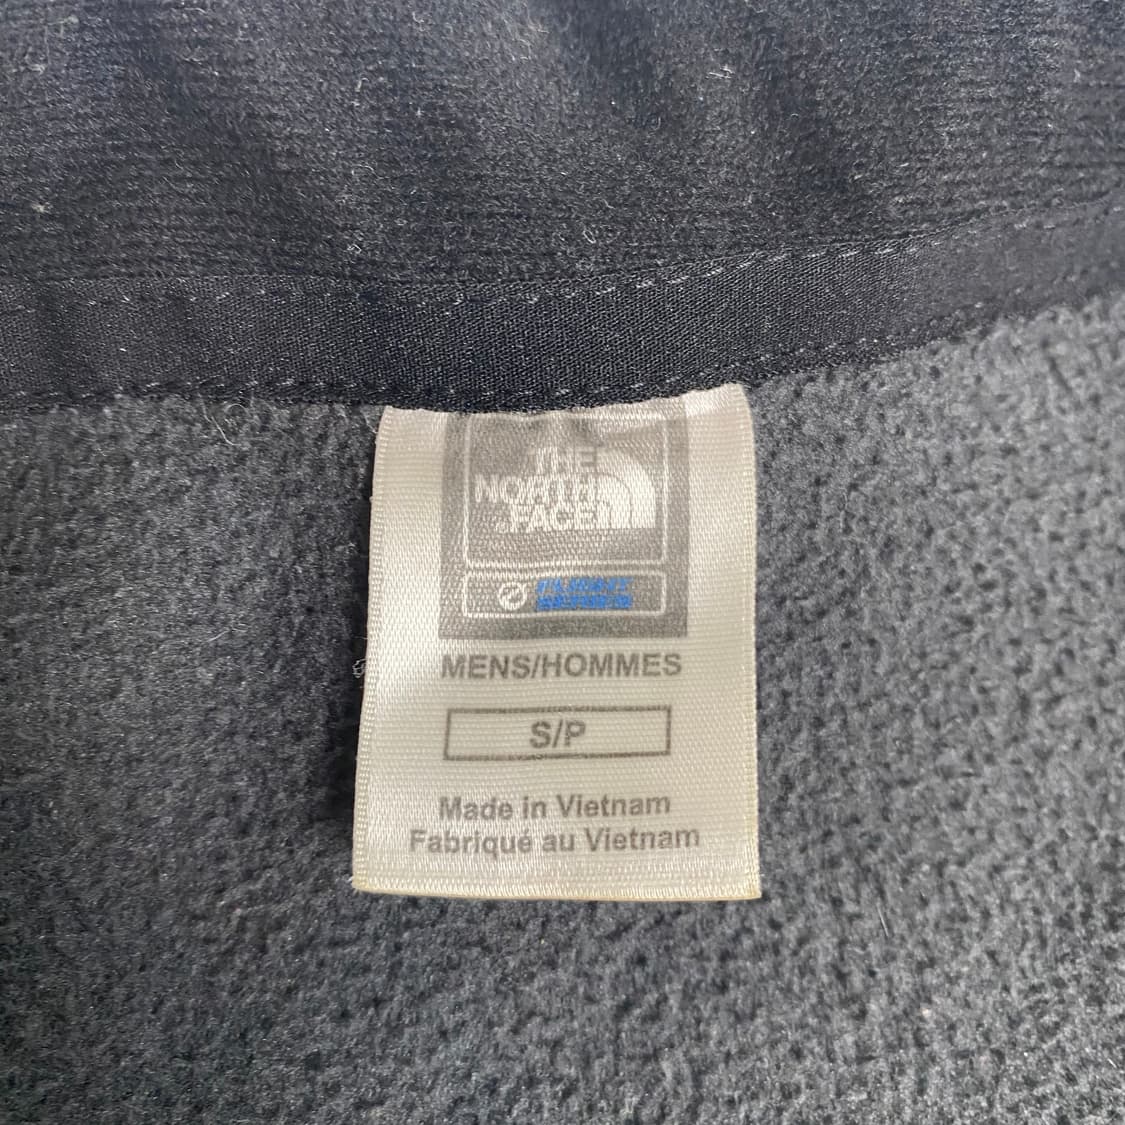 THE
NORTH
FACE
MENS/HOMMES
S/P
Made in Vietnam
Fabriqué au Vietnam